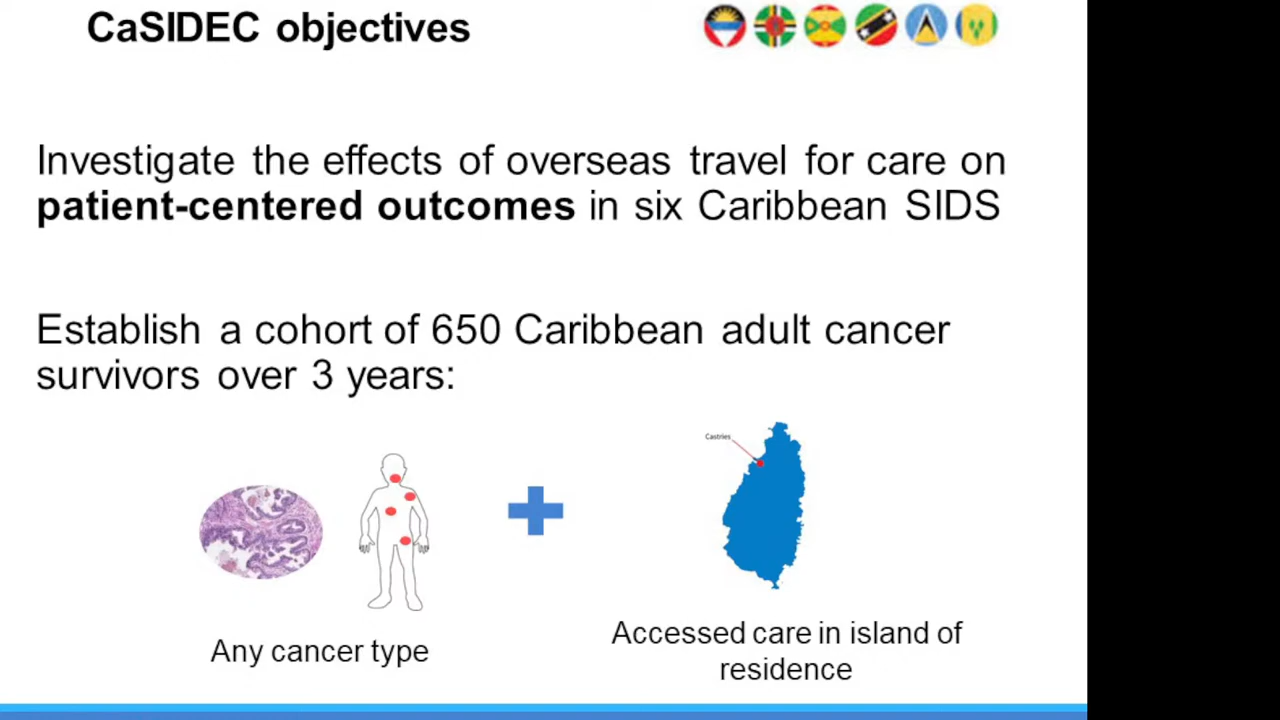 CaSIDEC objectives
Investigate the effects of overseas travel for care on
patient-centered outcomes in six Caribbean SIDS
Establish a cohort of 650 Caribbean adult cancer
survivors over 3 years:
Castries
Any cancer type
Accessed care in island of
residence